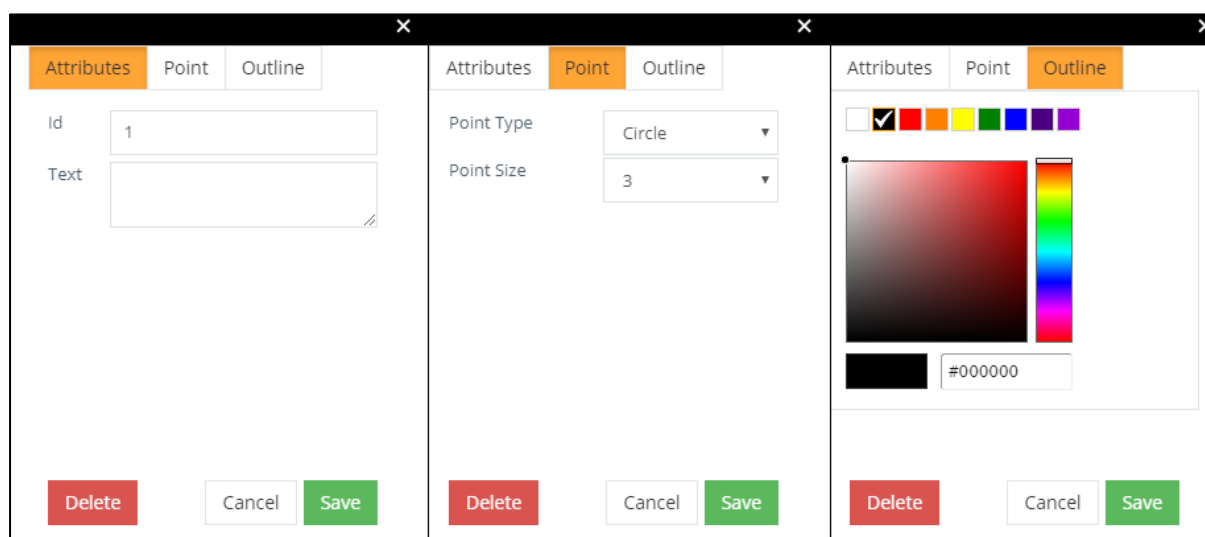 ×
Attributes Point Outline
Id 1
Text
Delete Cancel Save
×
Attributes Point Outline
Point Type Circle
Point Size 3
Delete Cancel Save
×
Attributes Point Outline
#000000
Delete Cancel Save